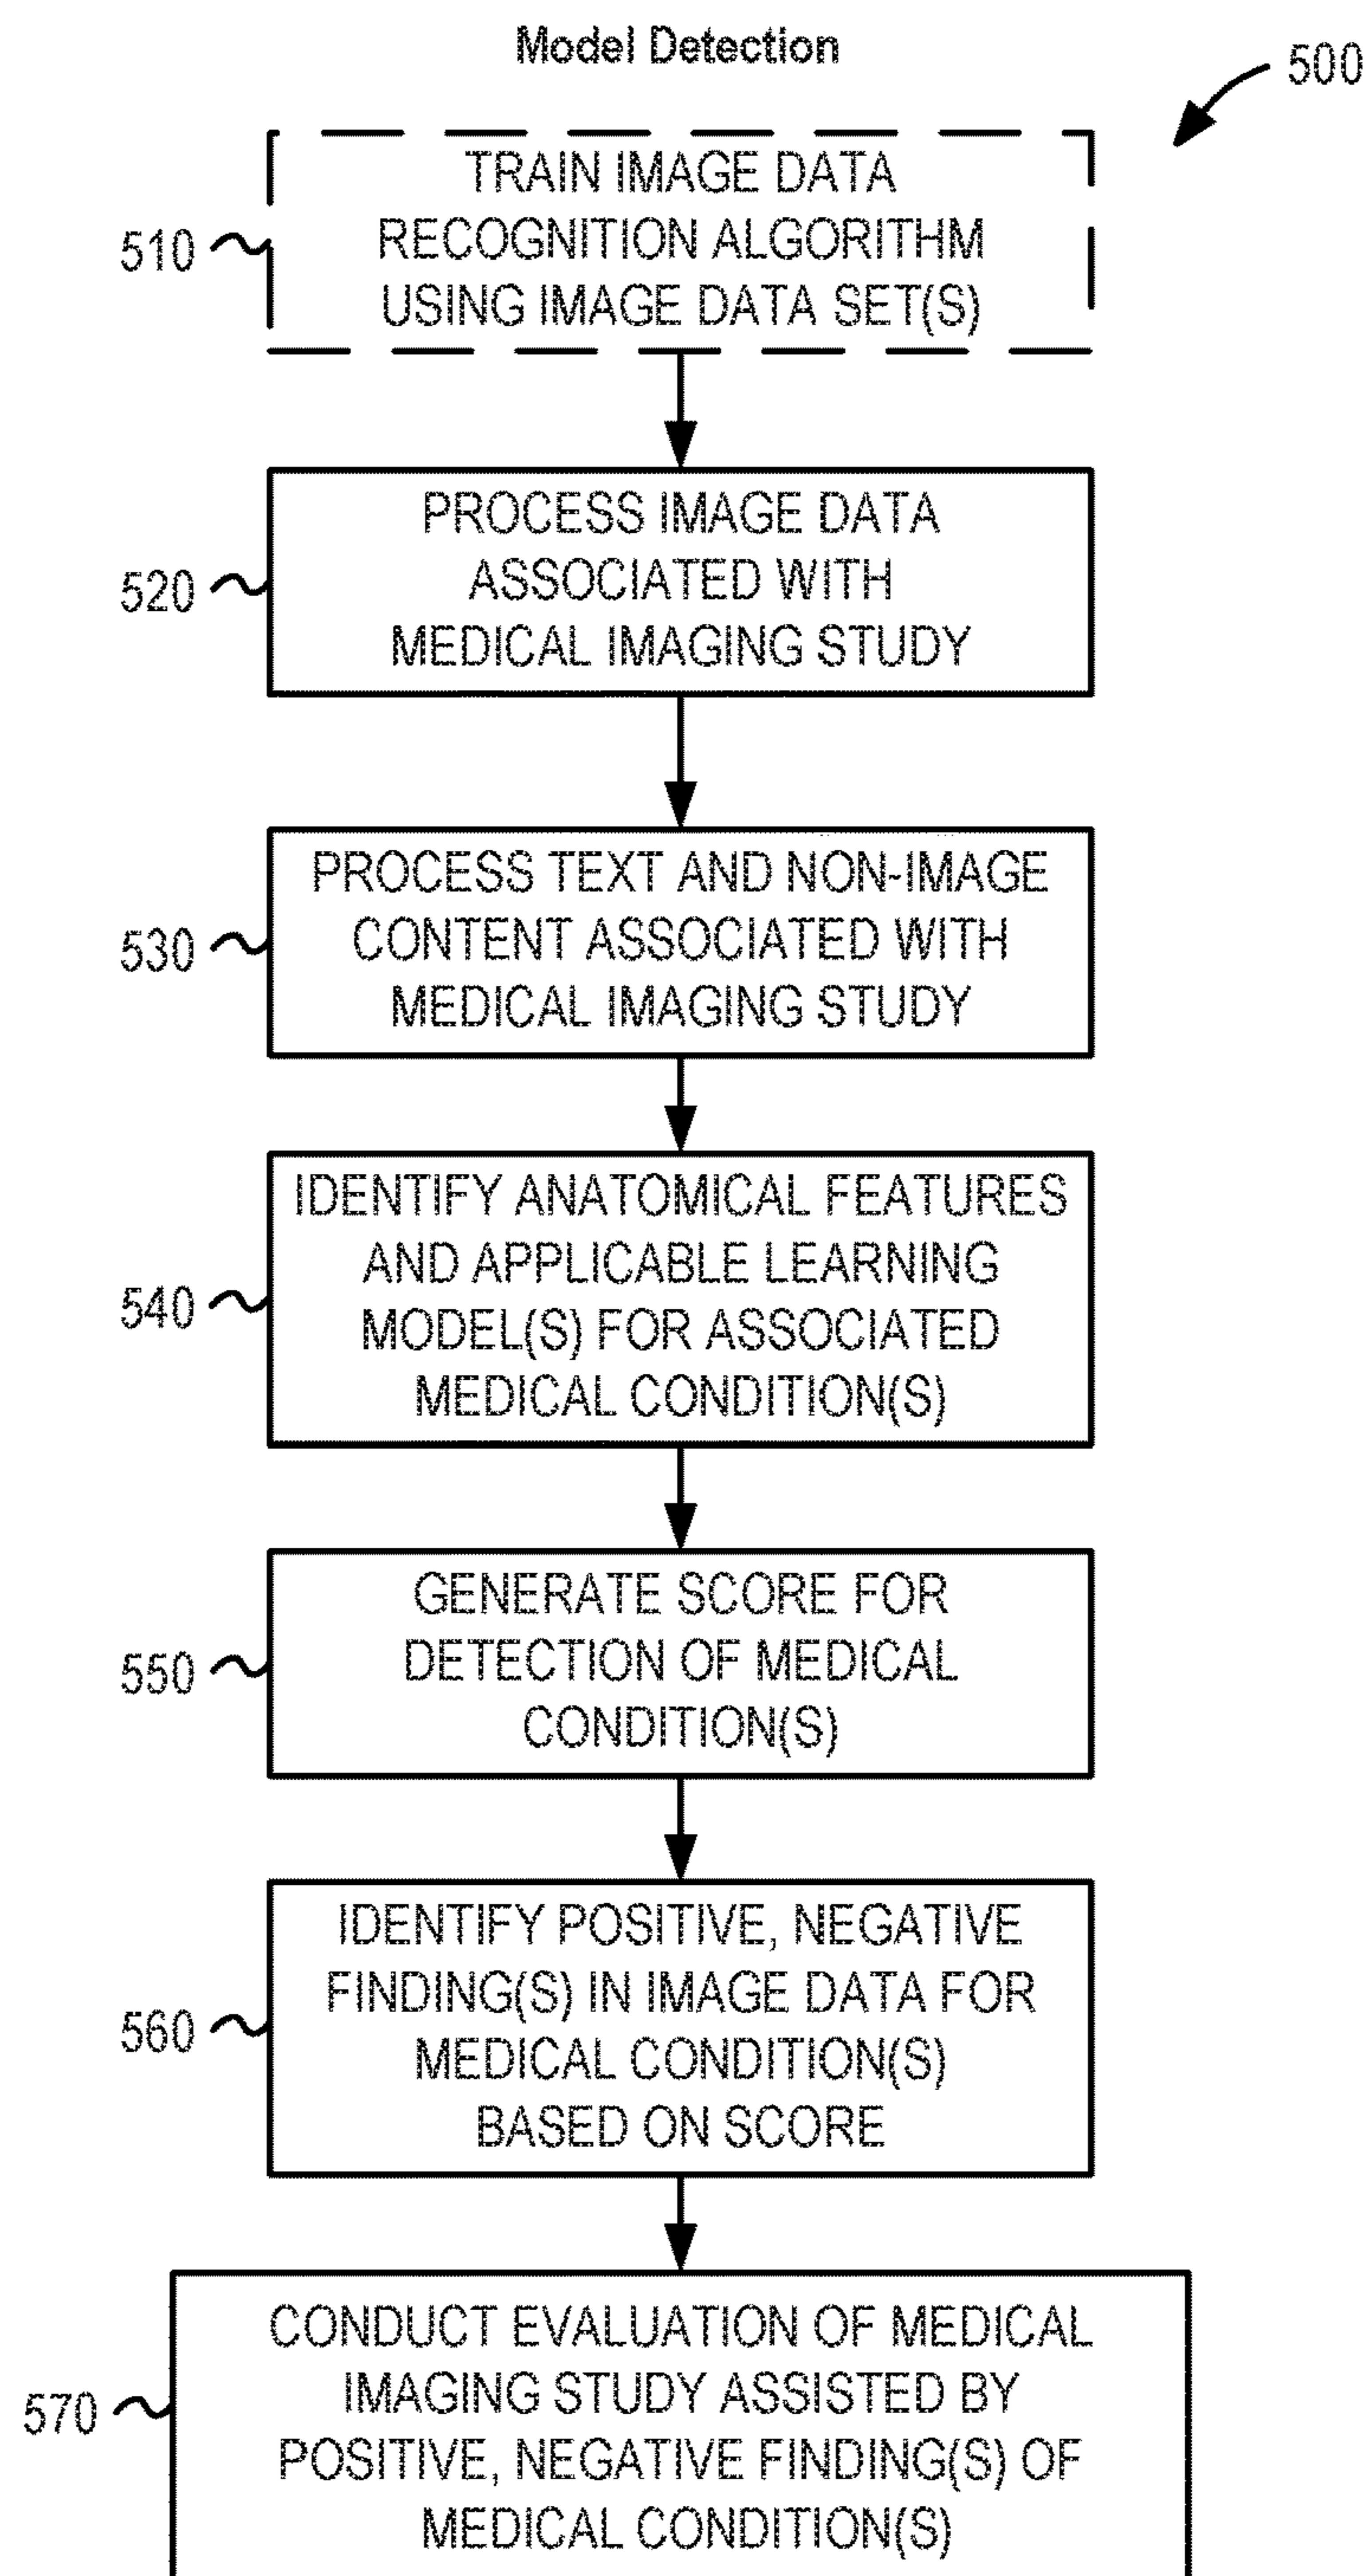 Model Detection
500
TRAIN IMAGE DATA
RECOGNITION ALGORITHM
USING IMAGE DATA SET(S)
510
PROCESS IMAGE DATA
ASSOCIATED WITH
MEDICAL IMAGING STUDY
520
PROCESS TEXT AND NON-IMAGE
CONTENT ASSOCIATED WITH
MEDICAL IMAGING STUDY
530
IDENTIFY ANATOMICAL FEATURES
AND APPLICABLE LEARNING
MODEL(S) FOR ASSOCIATED
MEDICAL CONDITION(S)
540
GENERATE SCORE FOR
DETECTION OF MEDICAL
CONDITION(S)
550
IDENTIFY POSITIVE, NEGATIVE
FINDING(S) IN IMAGE DATA FOR
MEDICAL CONDITION(S)
BASED ON SCORE
560
CONDUCT EVALUATION OF MEDICAL
IMAGING STUDY ASSISTED BY
POSITIVE, NEGATIVE FINDING(S) OF
MEDICAL CONDITION(S)
570